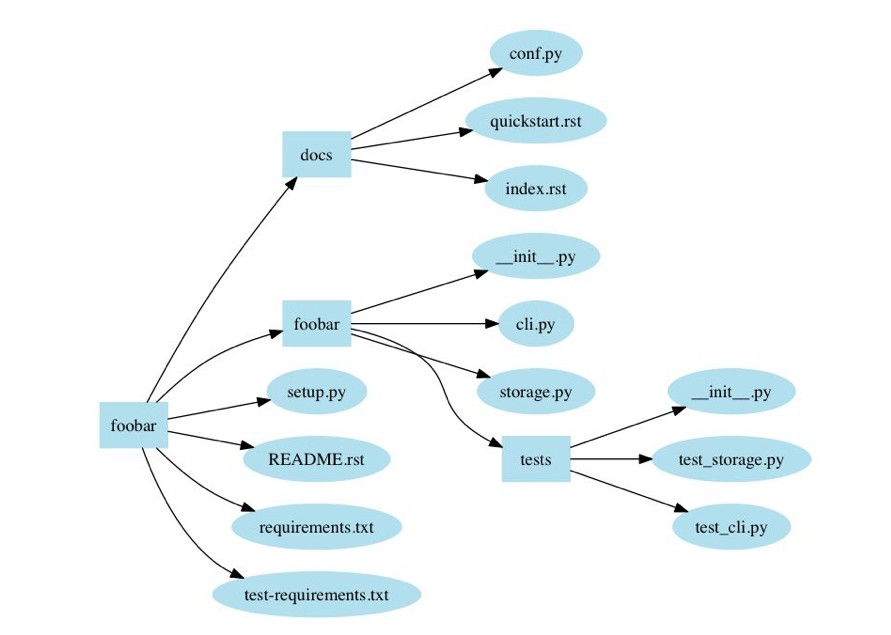 conf.py
quickstart.rst
docs
index.rst
__init__.py
foobar
cli.py
setup.py
storage.py
__init__.py
foobar
README.rst
tests
test_storage.py
requirements.txt
test_cli.py
test-requirements.txt